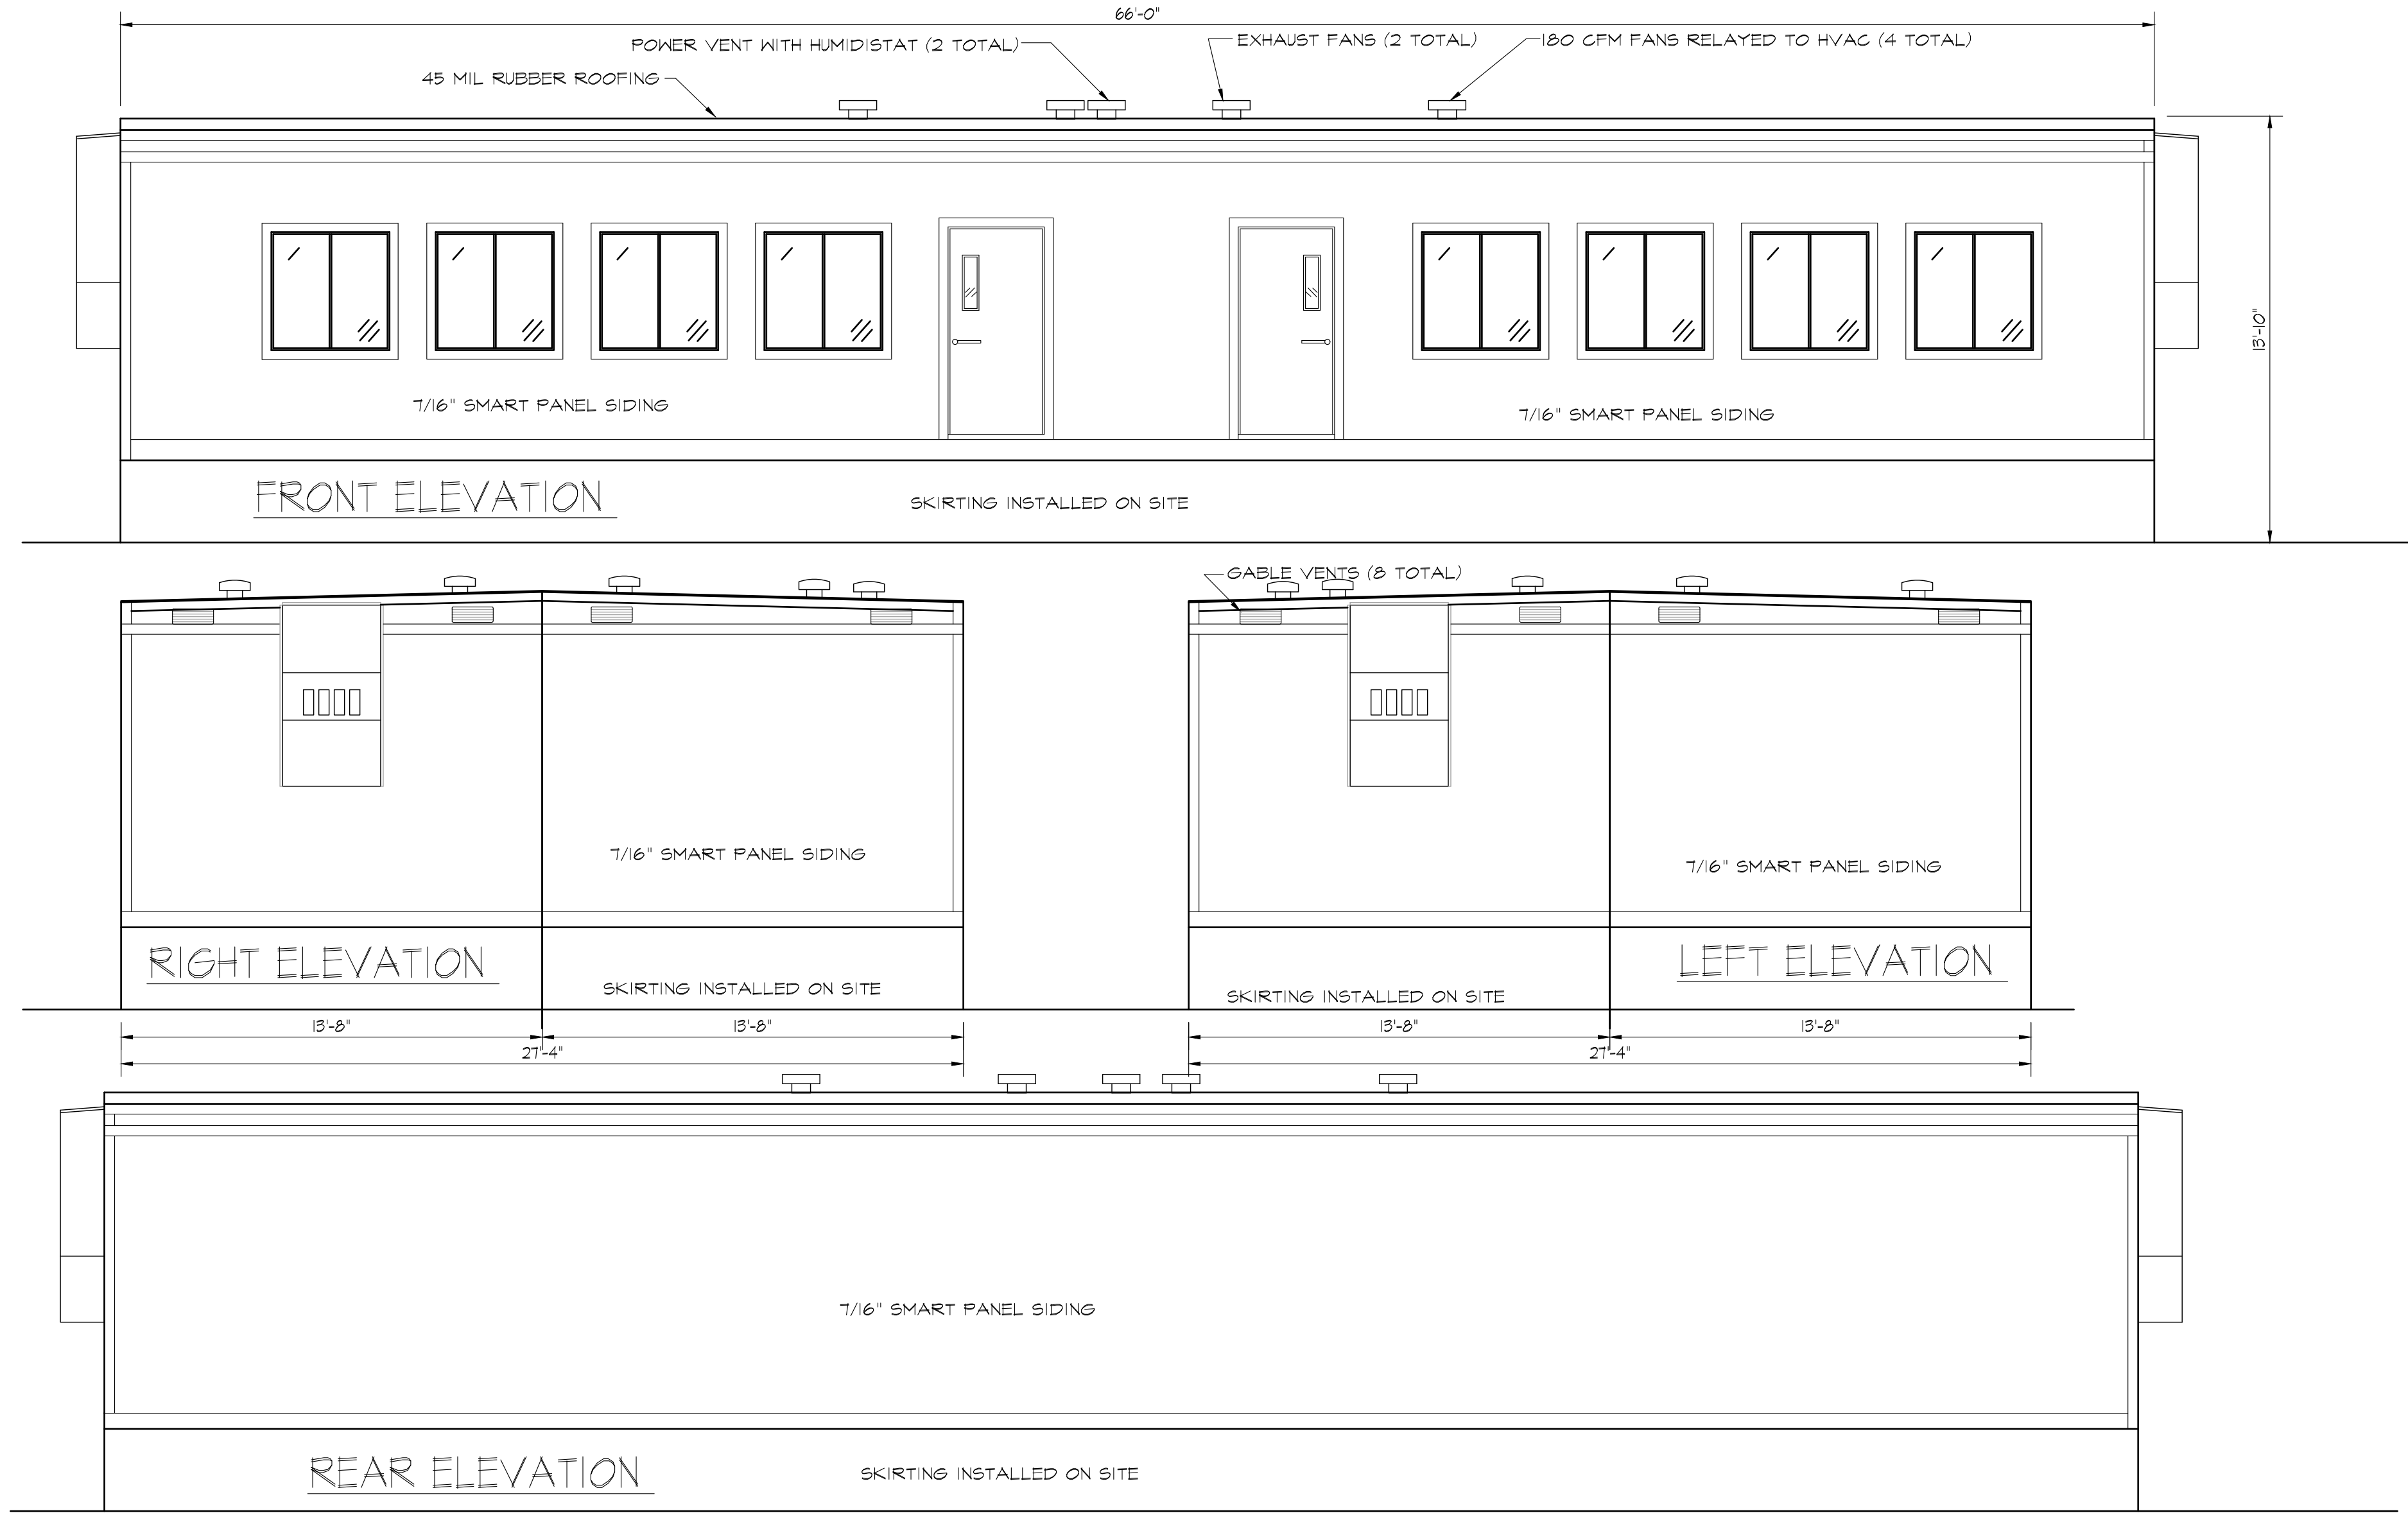 66'-0"
POWER VENT WITH HUMIDISTAT (2 TOTAL)
EXHAUST FANS (2 TOTAL)
180 CFM FANS RELAYED TO HVAC (4 TOTAL)
45 MIL RUBBER ROOFING
13'-10"
7/16" SMART PANEL SIDING
7/16" SMART PANEL SIDING
FRONT ELEVATION
SKIRTING INSTALLED ON SITE
GABLE VENTS (8 TOTAL)
7/16" SMART PANEL SIDING
7/16" SMART PANEL SIDING
RIGHT ELEVATION
LEFT ELEVATION
SKIRTING INSTALLED ON SITE
SKIRTING INSTALLED ON SITE
13'-8"
13'-8"
13'-8"
13'-8"
27'-4"
27'-4"
7/16" SMART PANEL SIDING
REAR ELEVATION
SKIRTING INSTALLED ON SITE